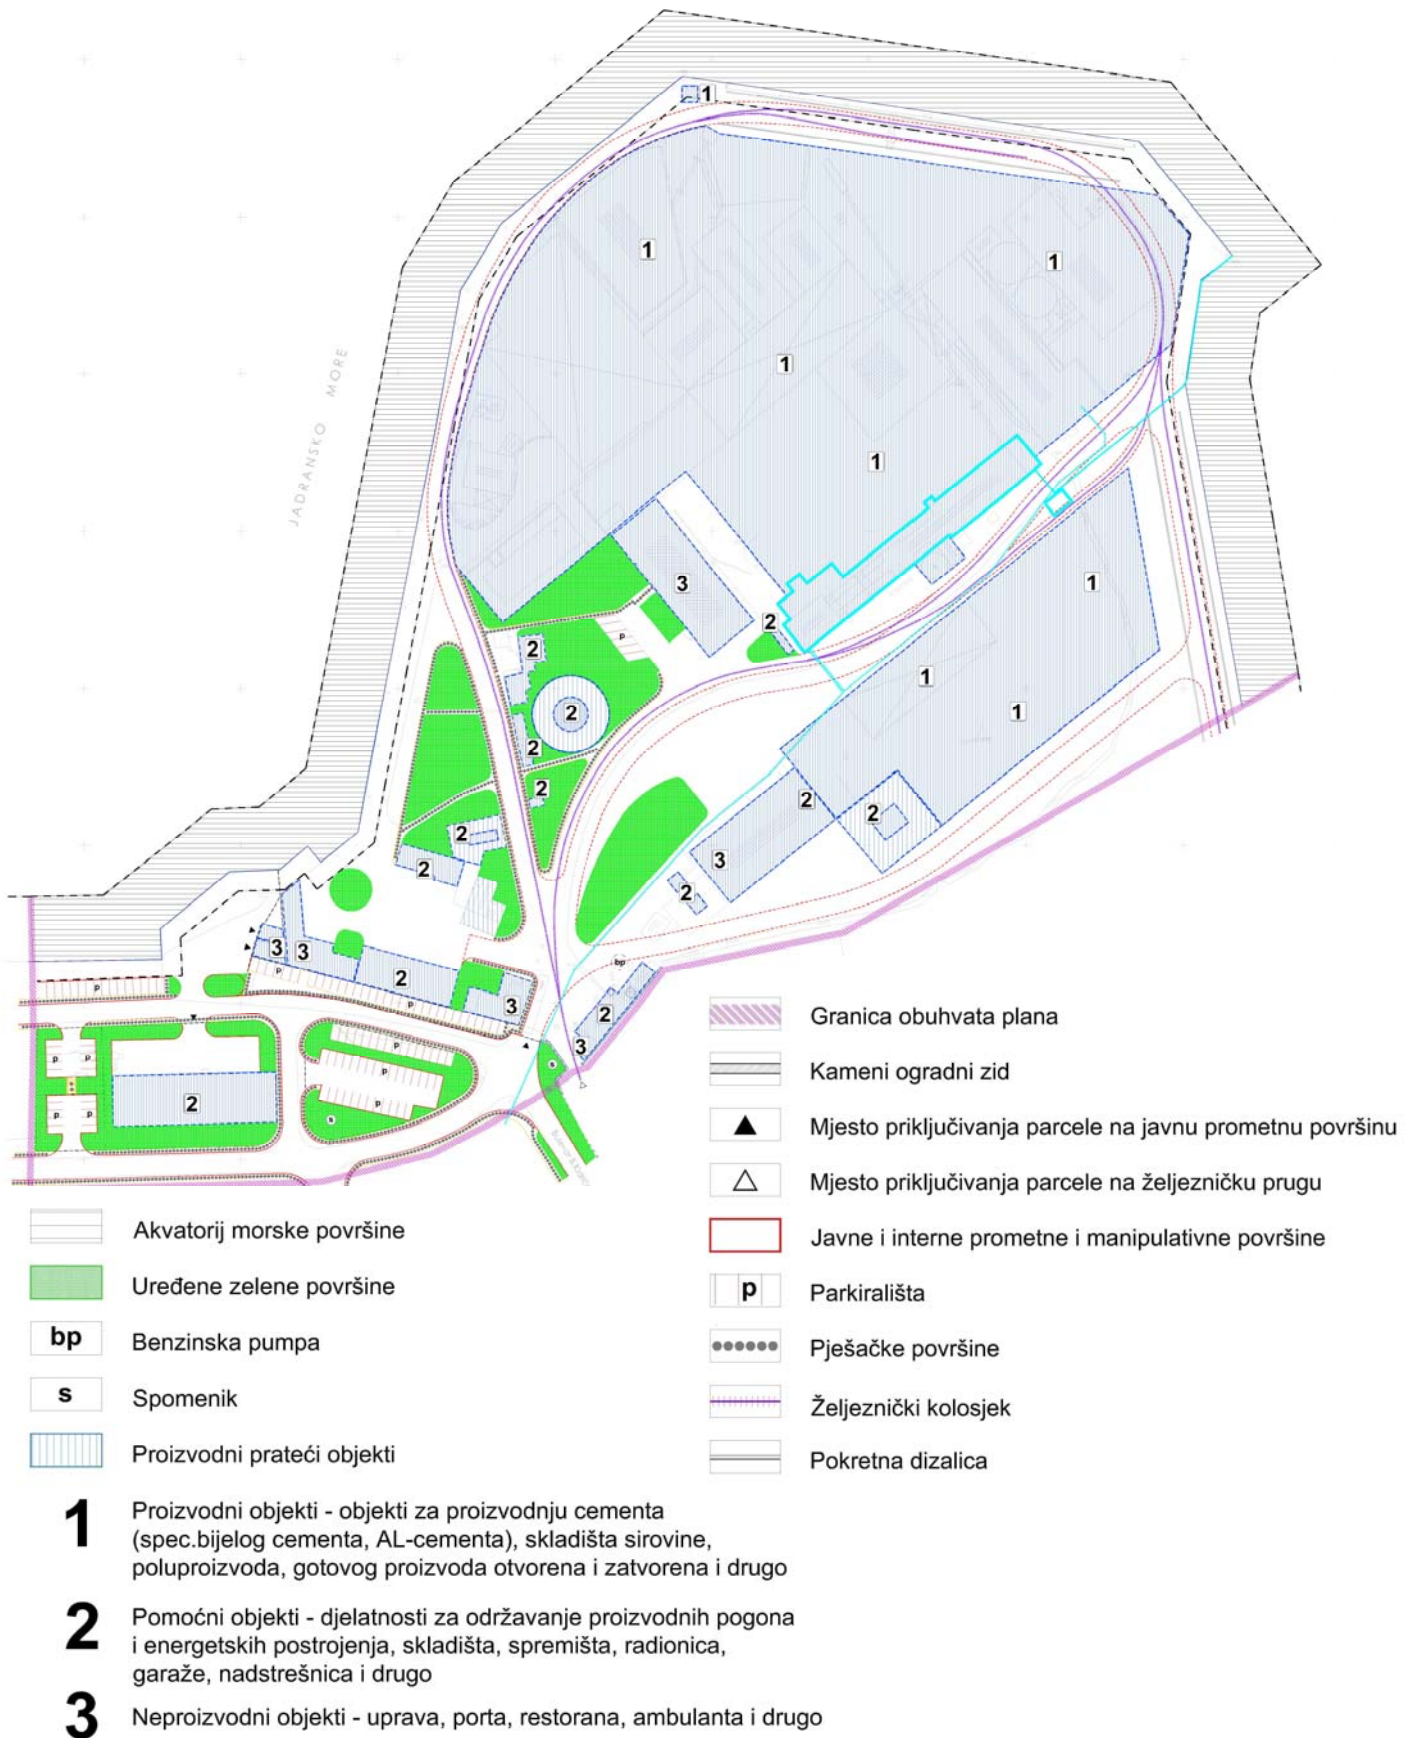 1
1
1
1
1
JADRANSKO MORE
3
2
1
2
p
1
1
2
2
2
2
2
2
3
2
2
3
3
2
3
bp
2
3
p
p
p
s
p
p
p
p
p
p
p
2
s
Granica obuhvata plana
Kameni ogradni zid
Mjesto priključivanja parcele na javnu prometnu površinu
Mjesto priključivanja parcele na željezničku prugu
Javne i interne prometne i manipulativne površine
p Parkirališta
Pješačke površine
Željeznički kolosjek
Pokretna dizalica
Akvatorij morske površine
Uređene zelene površine
bp Benzinska pumpa
s Spomenik
Proizvodni prateći objekti
1 Proizvodni objekti - objekti za proizvodnju cementa
(spec.bijelog cementa, AL-cementa), skladišta sirovine,
poluproizvoda, gotovog proizvoda otvorena i zatvorena i drugo
2 Pomoćni objekti - djelatnosti za održavanje proizvodnih pogona
i energetskih postrojenja, skladišta, spremišta, radionica,
garaže, nadstrešnica i drugo
3 Neproizvodni objekti - uprava, porta, restorana, ambulanta i drugo